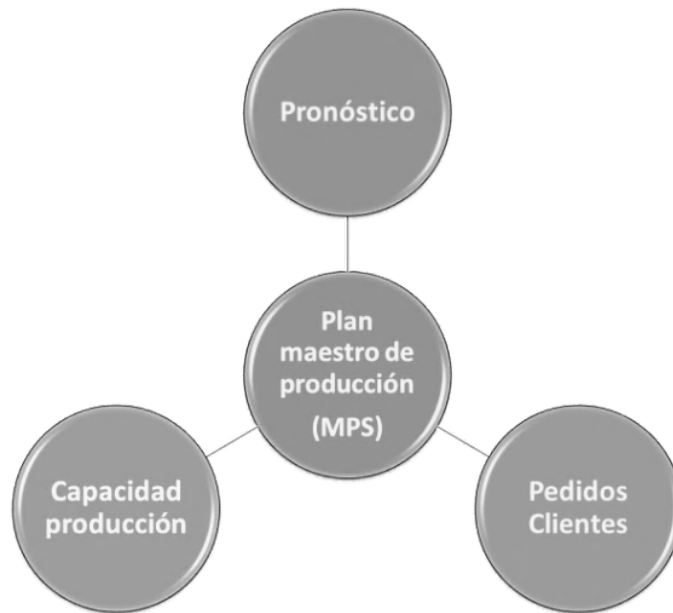 Pronóstico
Plan
maestro de
producción
(MPS)
Capacidad
producción
Pedidos
Clientes